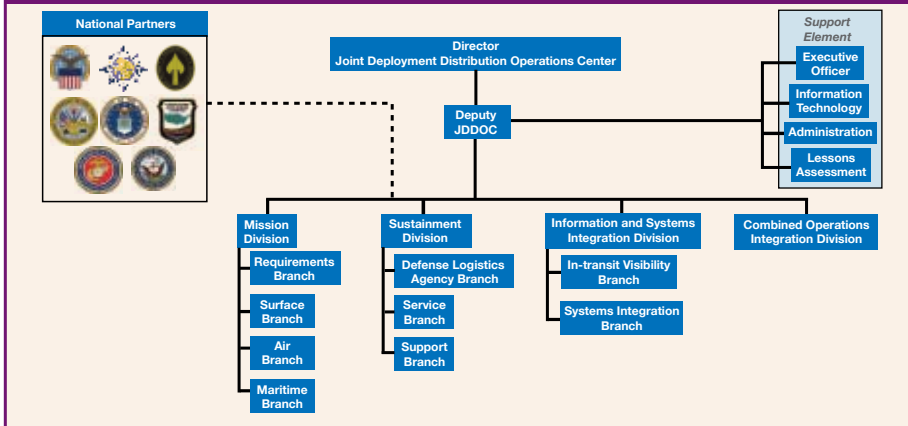 National Partners
Director
Joint Deployment Distribution Operations Center
Deputy
JDDOC
Support
Element
Executive
Officer
Information
Technology
Administration
Lessons
Assessment
Mission
Division
Requirements
Branch
Surface
Branch
Air
Branch
Maritime
Branch
Sustainment
Division
Defense Logistics
Agency Branch
Service
Branch
Support
Branch
Information and Systems
Integration Division
In-transit Visibility
Branch
Systems Integration
Branch
Combined Operations
Integration Division